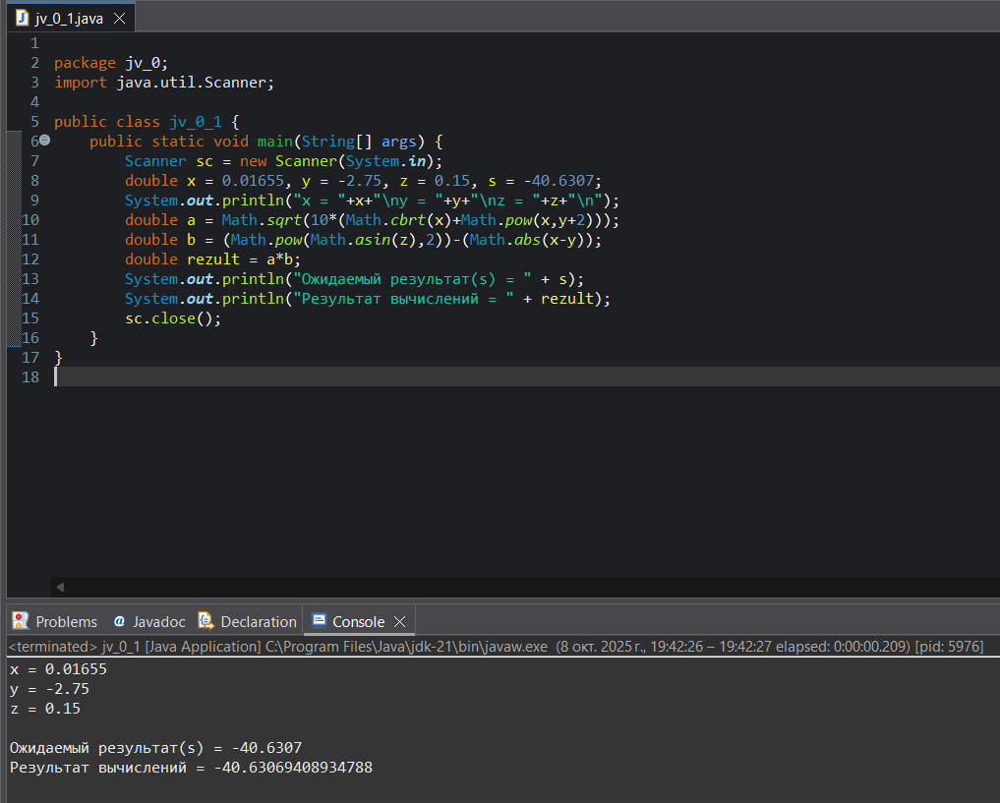 jv_0_1.java
1
2 package jv_0;
3 import java.util.Scanner;
4
5 public class jv_0_1 {
6 public static void main(String[] args) {
7 Scanner sc = new Scanner(System.in);
8 double x = 0.01655, y = -2.75, z = 0.15, s = -40.6307;
9 System.out.println("x = "+x+"\ny = "+y+"\nz = "+z+"\n");
10 double a = Math.sqrt(10*(Math.cbrt(x)+Math.pow(x,y+2)));
11 double b = (Math.pow(Math.asin(z),2))-(Math.abs(x-y));
12 double rezult = a*b;
13 System.out.println("Ожидаемый результат(s) = " + s);
14 System.out.println("Результат вычислений = " + rezult);
15 sc.close();
16 }
17 }
18
Problems @ Javadoc Declaration Console
<terminated> jv_0_1 [Java Application] C:\Program Files\Java\jdk-21\bin\javaw.exe (8 окт. 2025 г., 19:42:26 – 19:42:27 elapsed: 0:00:00.209) [pid: 5976]
x = 0.01655
y = -2.75
z = 0.15
Ожидаемый результат(s) = -40.6307
Результат вычислений = -40.63069408934788